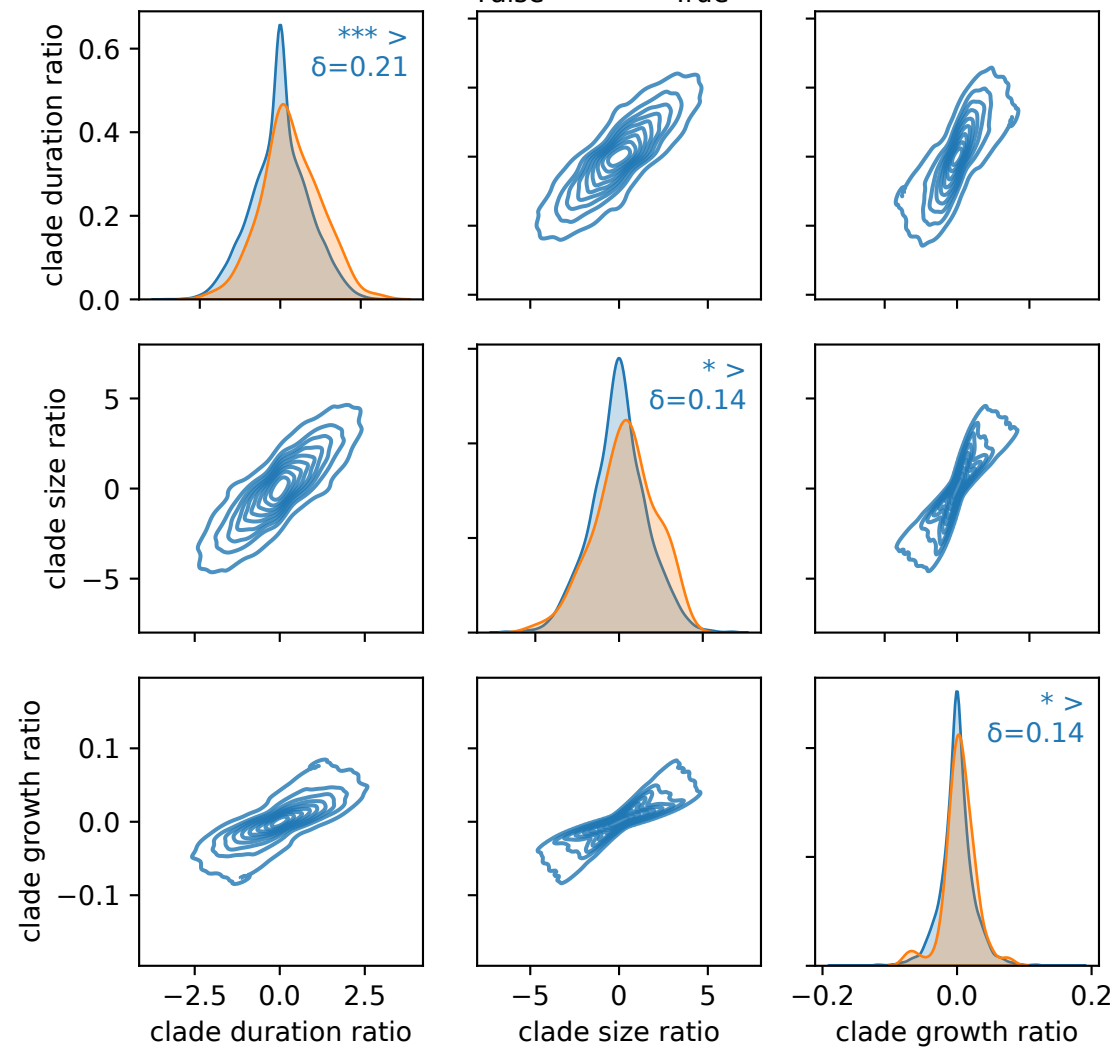 0.6
0.4
0.2
0.0
clade duration ratio
*** >
δ=0.21
5
0
−5
clade size ratio
* >
δ=0.14
0.1
0.0
−0.1
clade growth ratio
* >
δ=0.14
−2.5 0.0 2.5
clade duration ratio
−5 0 5
clade size ratio
−0.2 0.0 0.2
clade growth ratio